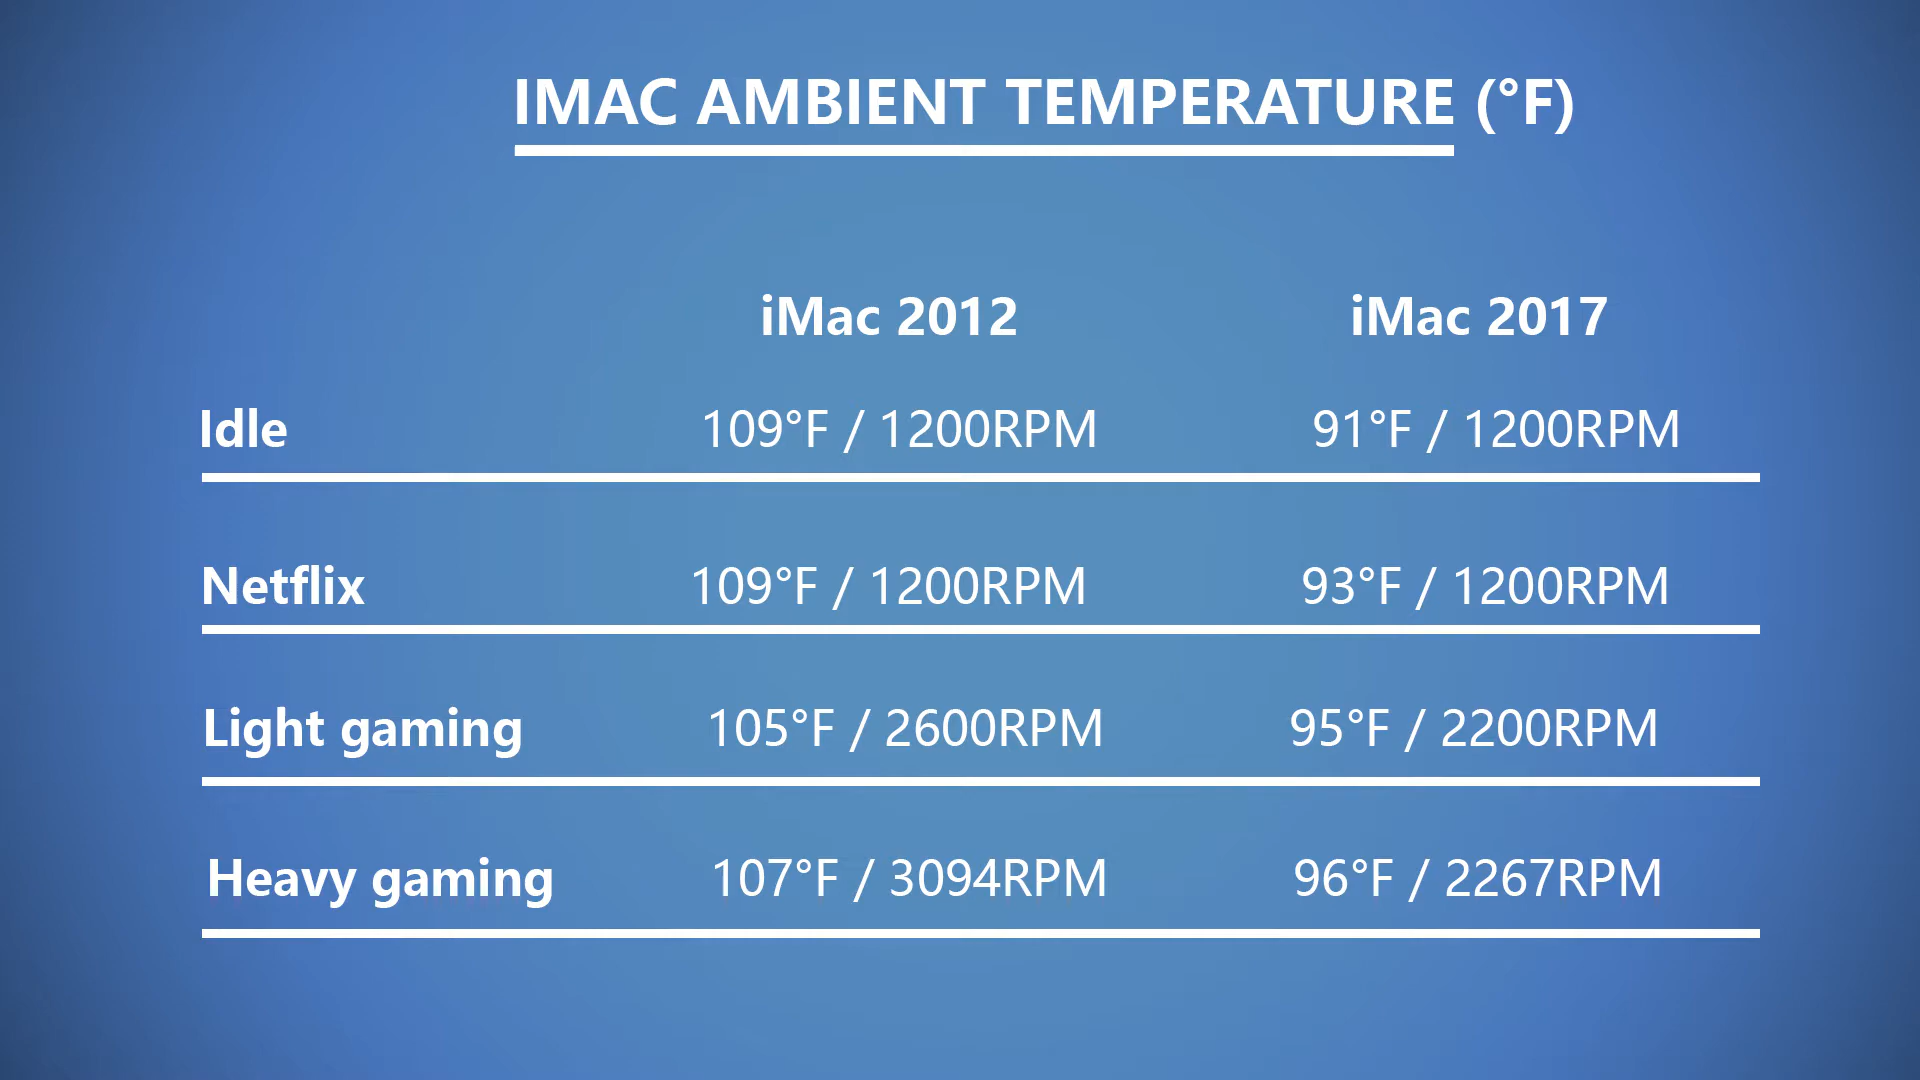 IMAC AMBIENT TEMPERATURE (°F)
iMac 2012 iMac 2017
Idle 109°F / 1200RPM 91°F / 1200RPM
Netflix 109°F / 1200RPM 93°F / 1200RPM
Light gaming 105°F / 2600RPM 95°F / 2200RPM
Heavy gaming 107°F / 3094RPM 96°F / 2267RPM